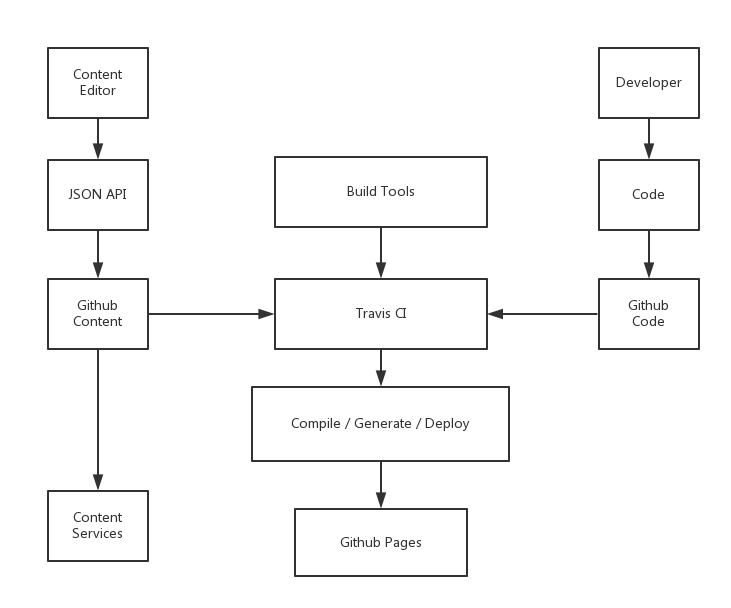 Content
Editor
Developer
JSON API
Build Tools
Code
Github
Content
Travis CI
Github
Code
Compile / Generate / Deploy
Content
Services
Github Pages